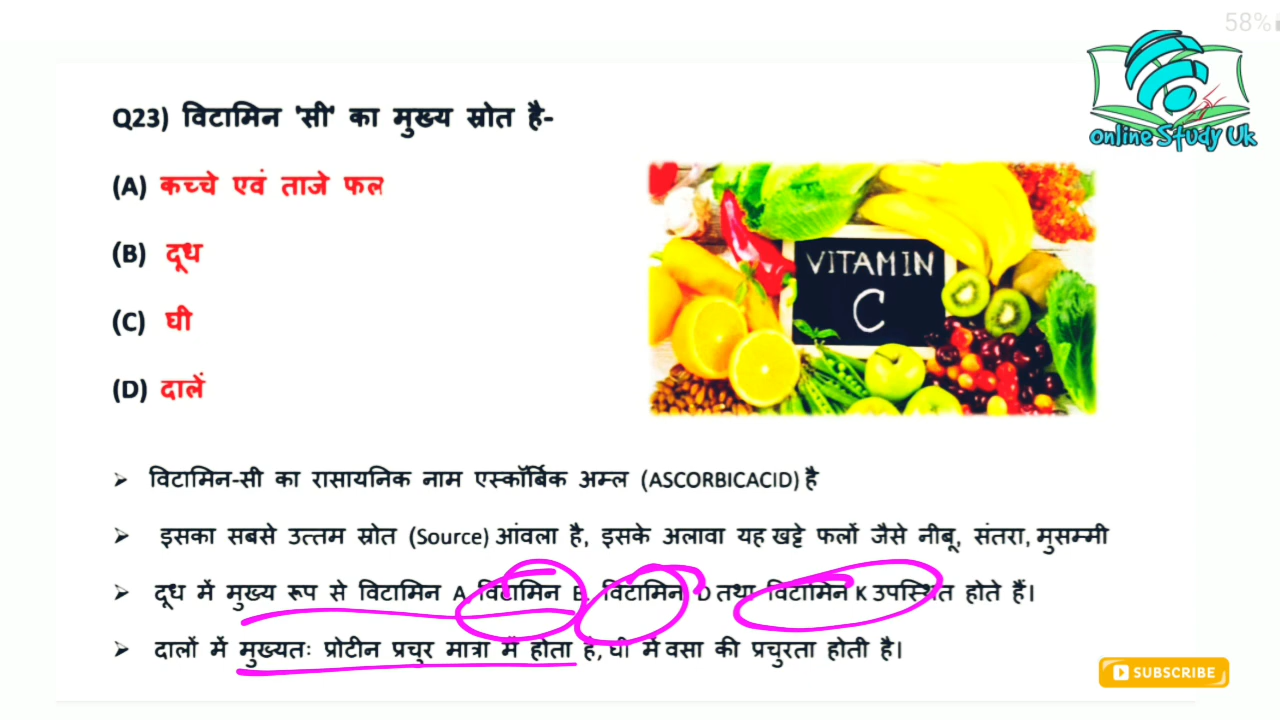 58%
Online Study Uk
Q23) विटामिन 'सी' का मुख्य स्रोत है-
(A) कच्चे एवं ताजे फल
(B) दूध
(C) घी
(D) दालें
VITAMIN
C
➢ विटामिन-सी का रासायनिक नाम एस्कॉर्बिक अम्ल (ASCORBICACID) है
➢ इसका सबसे उत्तम स्रोत (Source) आंवला है, इसके अलावा यह खट्टे फलों जैसे नीबू, संतरा, मुसम्मी
➢ दूध में मुख्य रूप से विटामिन A, विटामिन B, विटामिन D तथा विटामिन K उपस्थित होते हैं।
➢ दालों में मुख्यतः प्रोटीन प्रचुर मात्रा में होता है, घी में वसा की प्रचुरता होती है।
SUBSCRIBE